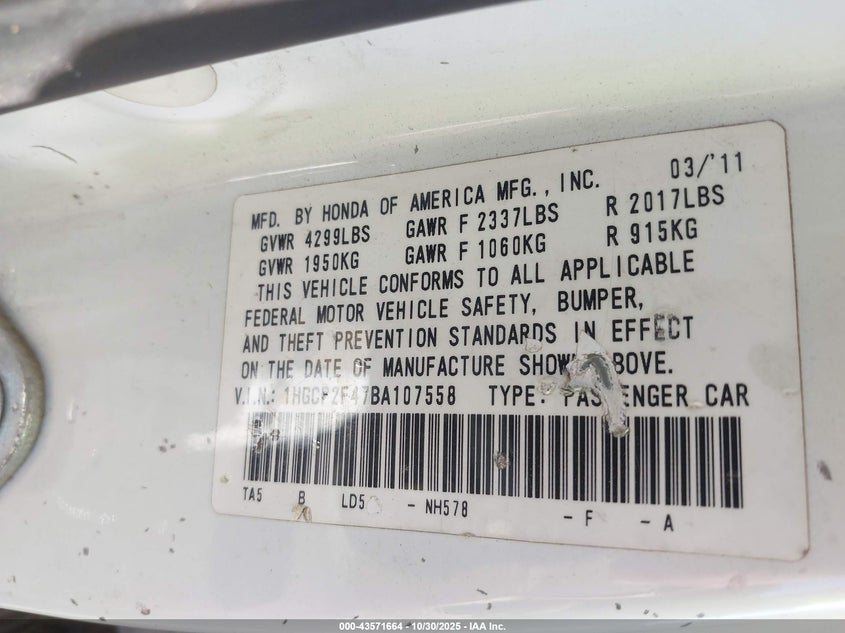 MFD. BY HONDA OF AMERICA MFG., INC. 03/'11
GVWR 4299LBS GAWR F 2337LBS R 2017LBS
GVWR 1950KG GAWR F 1060KG R 915KG
THIS VEHICLE CONFORMS TO ALL APPLICABLE
FEDERAL MOTOR VEHICLE SAFETY, BUMPER,
AND THEFT PREVENTION STANDARDS IN EFFECT
ON THE DATE OF MANUFACTURE SHOWN ABOVE.
V.I.N.: 1HGCP2F47BA107558 TYPE: PASSENGER CAR
TA5 B LD5 - NH578 - F - A
000-43571664 - 10/30/2025 - IAA Inc.